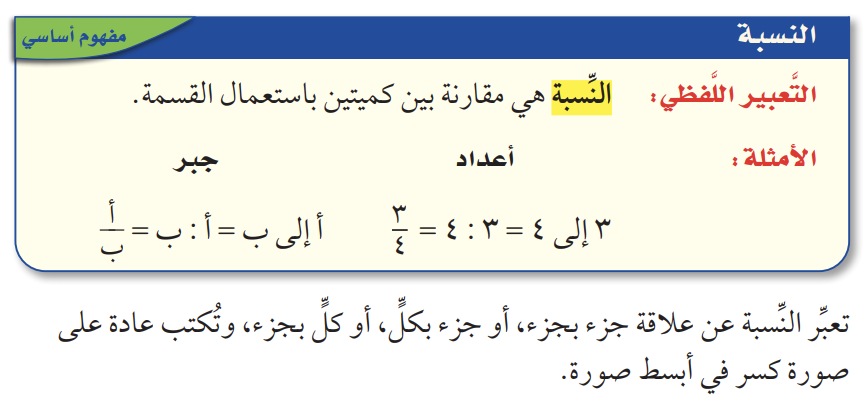 النسبة
مفهوم أساسي
التَّعبير اللَّفظي: النِّسبة هي مقارنة بين كميتين باستعمال القسمة.
الأمثلة: أعداد جبر
٣ إلى ٤ = ٣ : ٤ = ٣/٤ أ إلى ب = أ : ب = أ/ب
تعبِّر النِّسبة عن علاقة جزء بجزء، أو جزء بكلٍّ، أو كلٍّ بجزء، وتُكتب عادة على
صورة كسر في أبسط صورة.